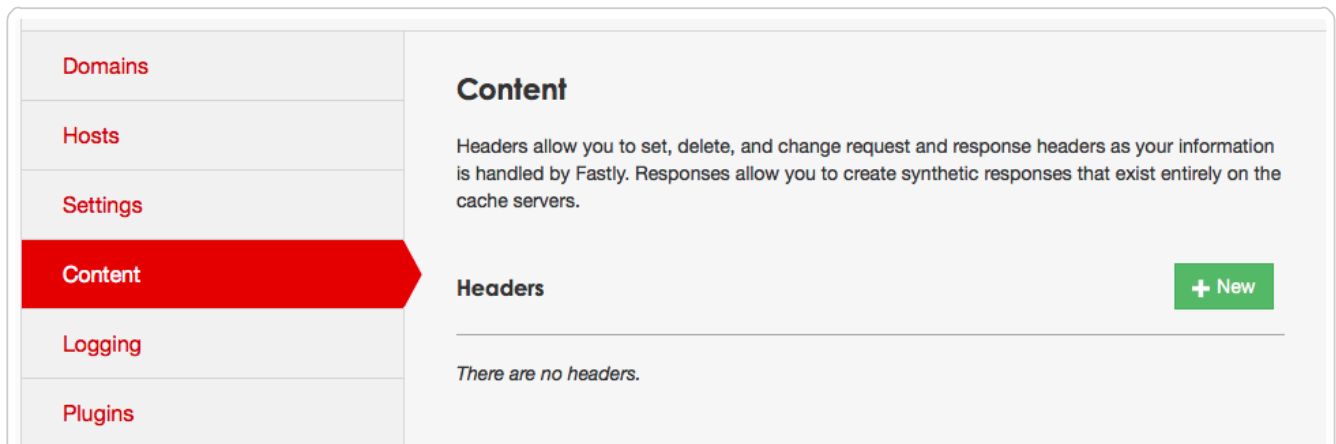 Domains
Hosts
Settings
Content
Logging
Plugins
Content
Headers allow you to set, delete, and change request and response headers as your information
is handled by Fastly. Responses allow you to create synthetic responses that exist entirely on the
cache servers.
Headers
+ New
There are no headers.